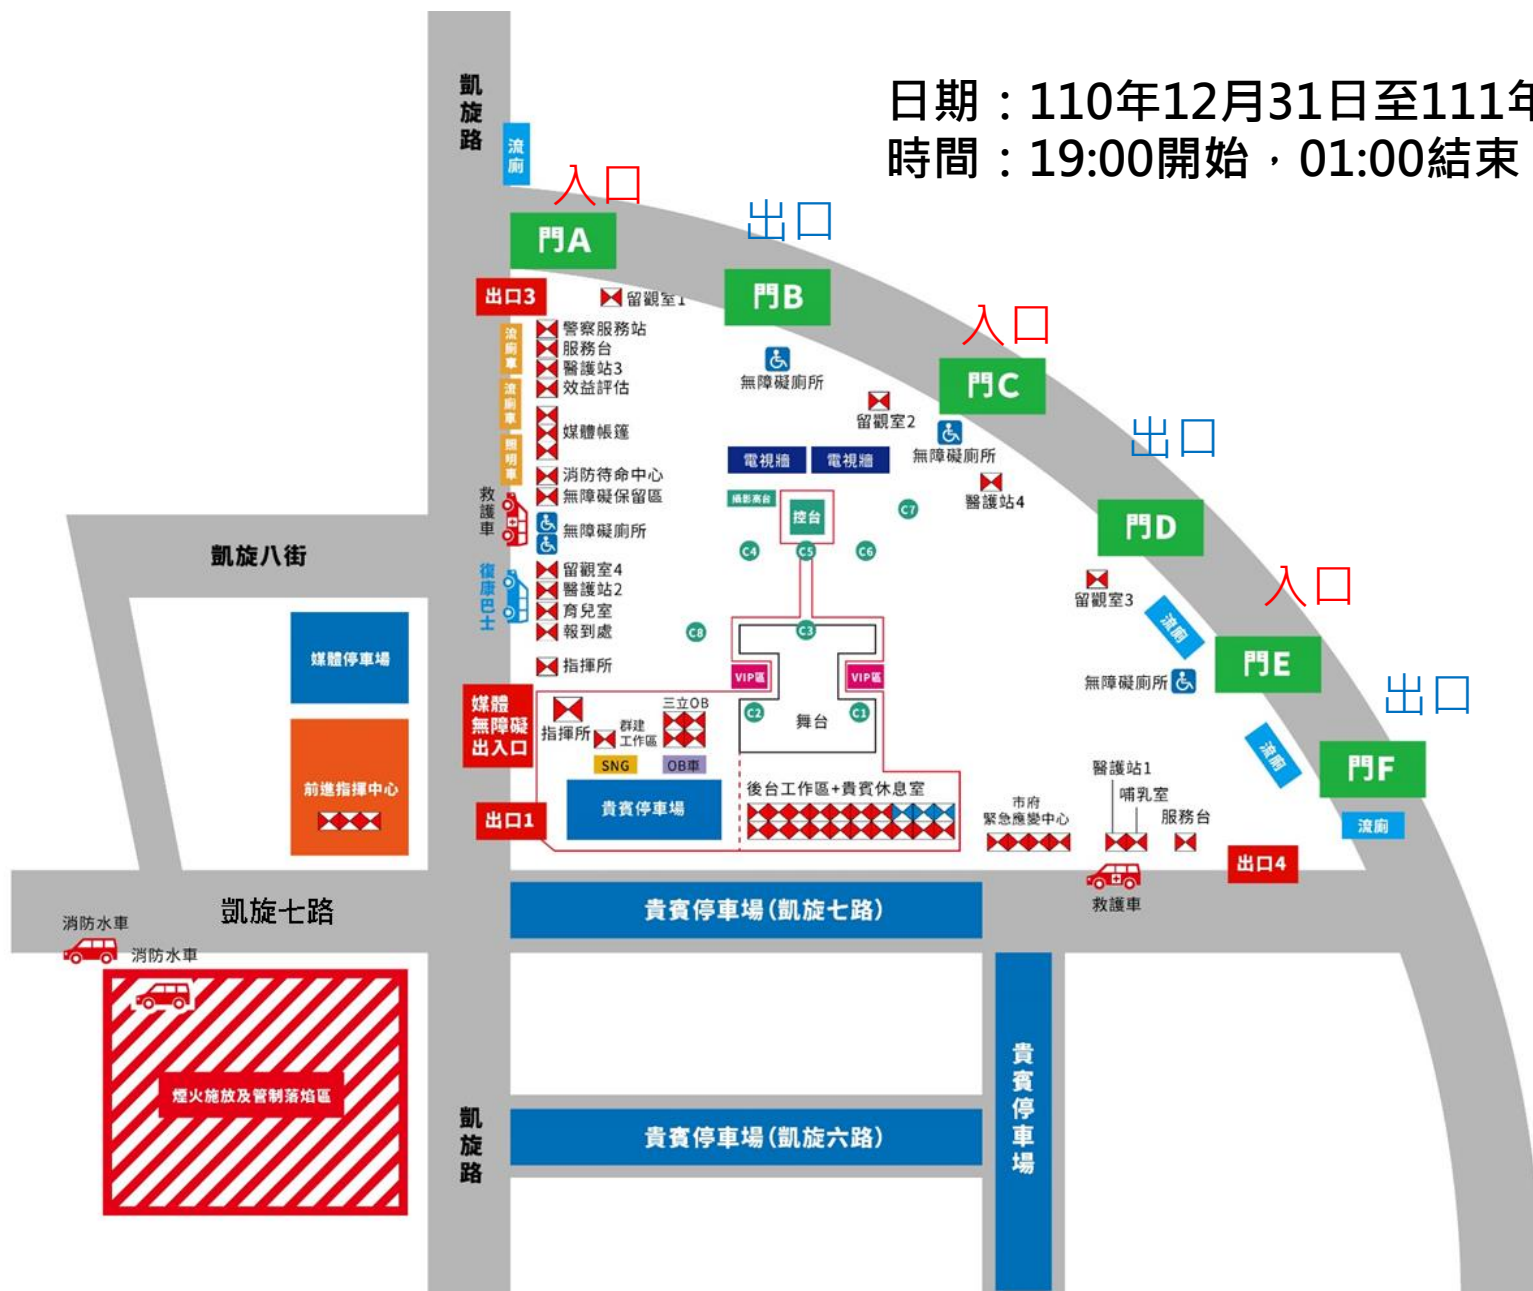 日期：110年12月31日至111年
時間：19:00開始，01:00結束
凱旋路
流廁
入口
門A
出口
門B
入口
門C
出口
門D
入口
門E
出口
門F
出口3
留觀室1
流廁車
流廁車
照明車
警察服務站
服務台
醫護站3
效益評估
媒體帳篷
消防待命中心
無障礙保留區
救護車
無障礙廁所
復康巴士
留觀室4
醫護站2
育兒室
報到處
指揮所
無障礙廁所
留觀室2
無障礙廁所
醫護站4
電視牆
電視牆
攝影高台
控台
C7
C4
C5
C6
C8
C3
VIP區
VIP區
C2
C1
舞台
留觀室3
流廁
無障礙廁所
流廁
流廁
凱旋八街
媒體停車場
前進指揮中心
媒體
無障礙
出入口
指揮所
群建
工作區
三立OB
SNG
OB車
出口1
貴賓停車場
後台工作區+貴賓休息室
市府
緊急應變中心
醫護站1
哺乳室
服務台
出口4
救護車
凱旋七路
貴賓停車場(凱旋七路)
消防水車
消防水車
煙火施放及管制落焰區
凱旋路
貴賓停車場(凱旋六路)
貴賓停車場